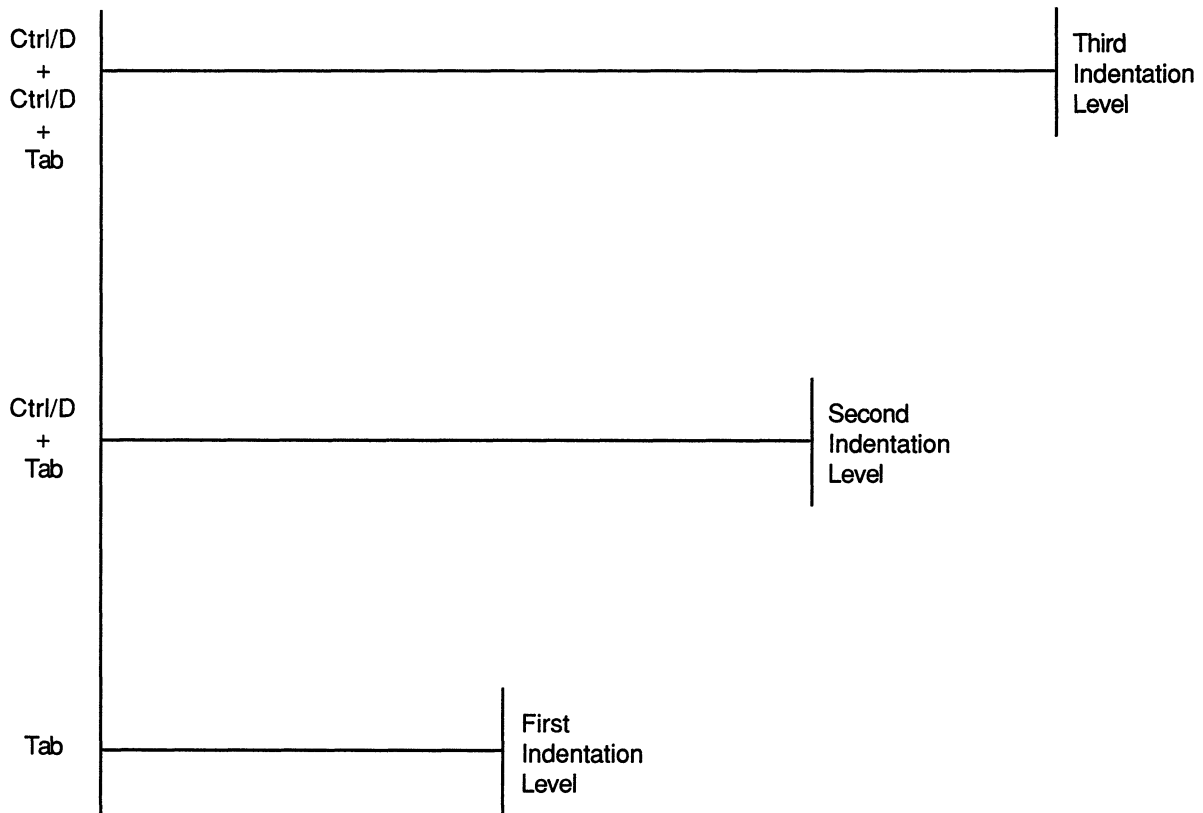 Ctrl/D
+
Ctrl/D
+
Tab
Third
Indentation
Level
Ctrl/D
+
Tab
Second
Indentation
Level
Tab
First
Indentation
Level